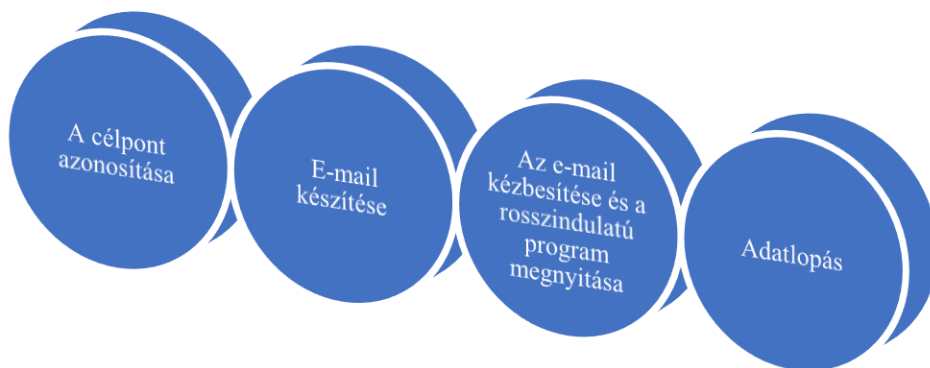 A célpont
azonosítása
E-mail
készítése
Az e-mail
kézbesítése és a
rosszindulatú
program
megnyitása
Adatlopás